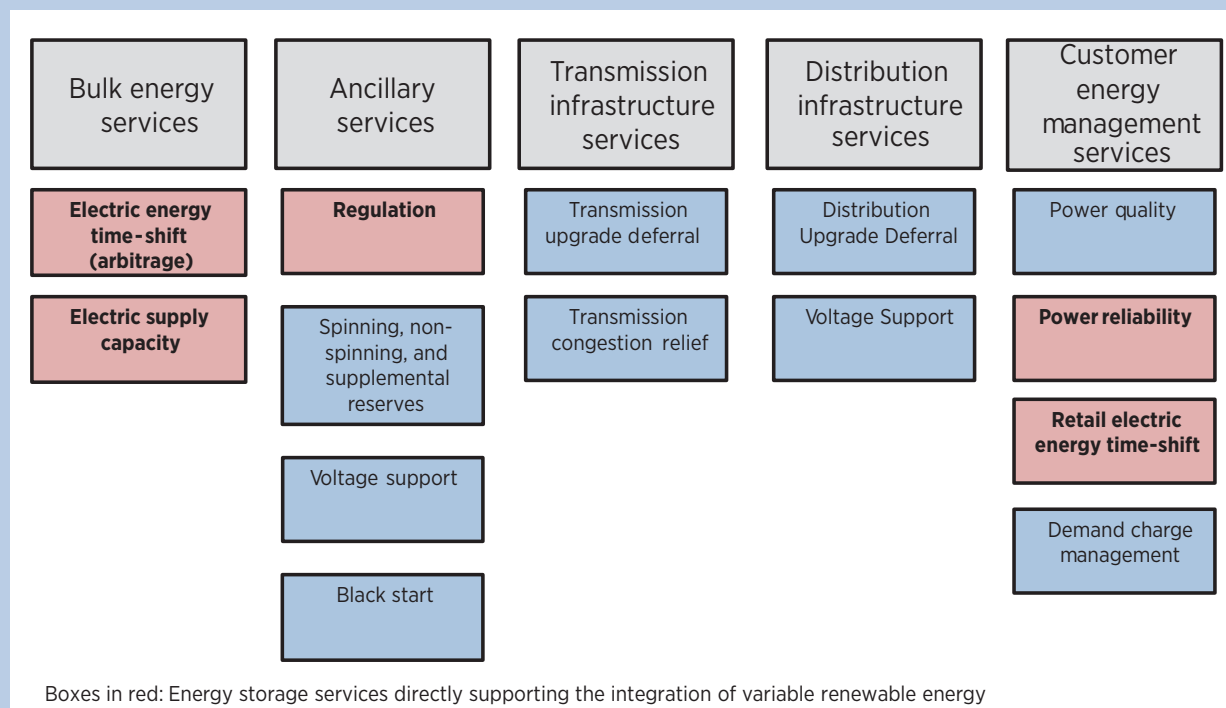 Bulk energy
services
Electric energy
time-shift
(arbitrage)
Electric supply
capacity
Ancillary
services
Regulation
Spinning, non-
spinning, and
supplemental
reserves
Voltage support
Black start
Transmission
infrastructure
services
Transmission
upgrade deferral
Transmission
congestion relief
Distribution
infrastructure
services
Distribution
Upgrade Deferral
Voltage Support
Customer
energy
management
services
Power quality
Power reliability
Retail electric
energy time-shift
Demand charge
management
Boxes in red: Energy storage services directly supporting the integration of variable renewable energy